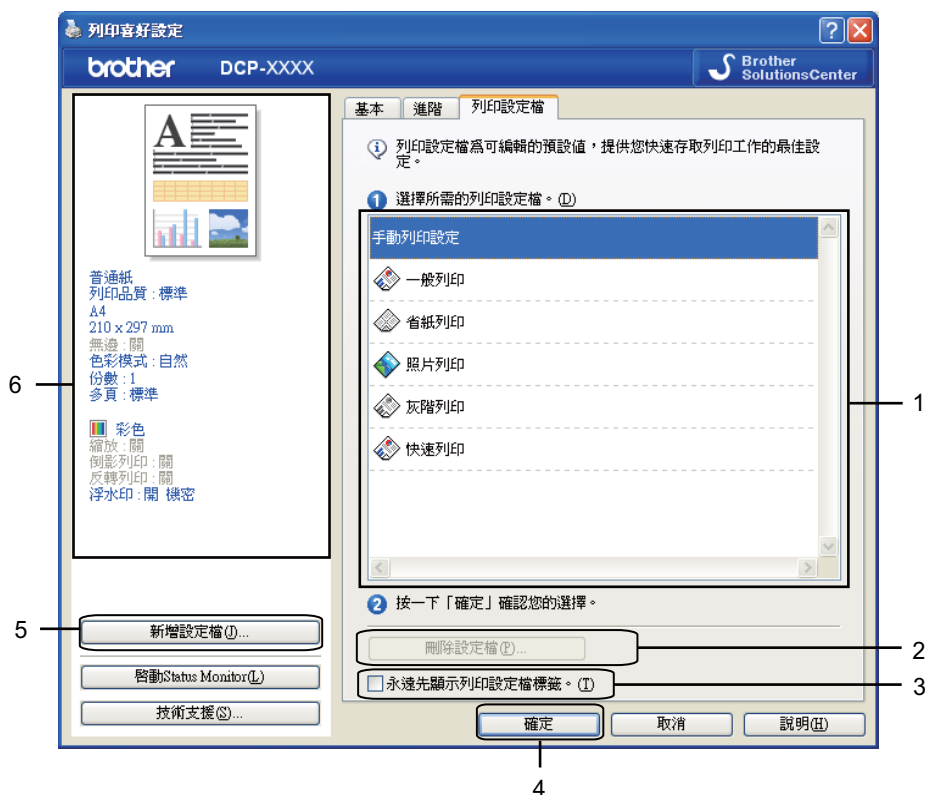 列印喜好設定
brother DCP-XXXX
Brother
SolutionsCenter
A
普通紙
列印品質 : 標準
A4
210 x 297 mm
無邊 : 關
色彩模式 : 自然
份數 : 1
多頁 : 標準
彩色
縮放 : 關
倒影列印 : 關
反轉列印 : 關
浮水印 : 開 機密
新增設定檔(J)...
啓動Status Monitor(L)
技術支援(S)...
基本 進階 列印設定檔
列印設定檔爲可編輯的預設值，提供您快速存取列印工作的最佳設
定。
1 選擇所需的列印設定檔。(D)
手動列印設定
一般列印
省紙列印
照片列印
灰階列印
快速列印
2 按一下「確定」確認您的選擇。
刪除設定檔(P)...
永遠先顯示列印設定檔標籤。(T)
確定 取消 說明(H)
1
2
3
4
5
6